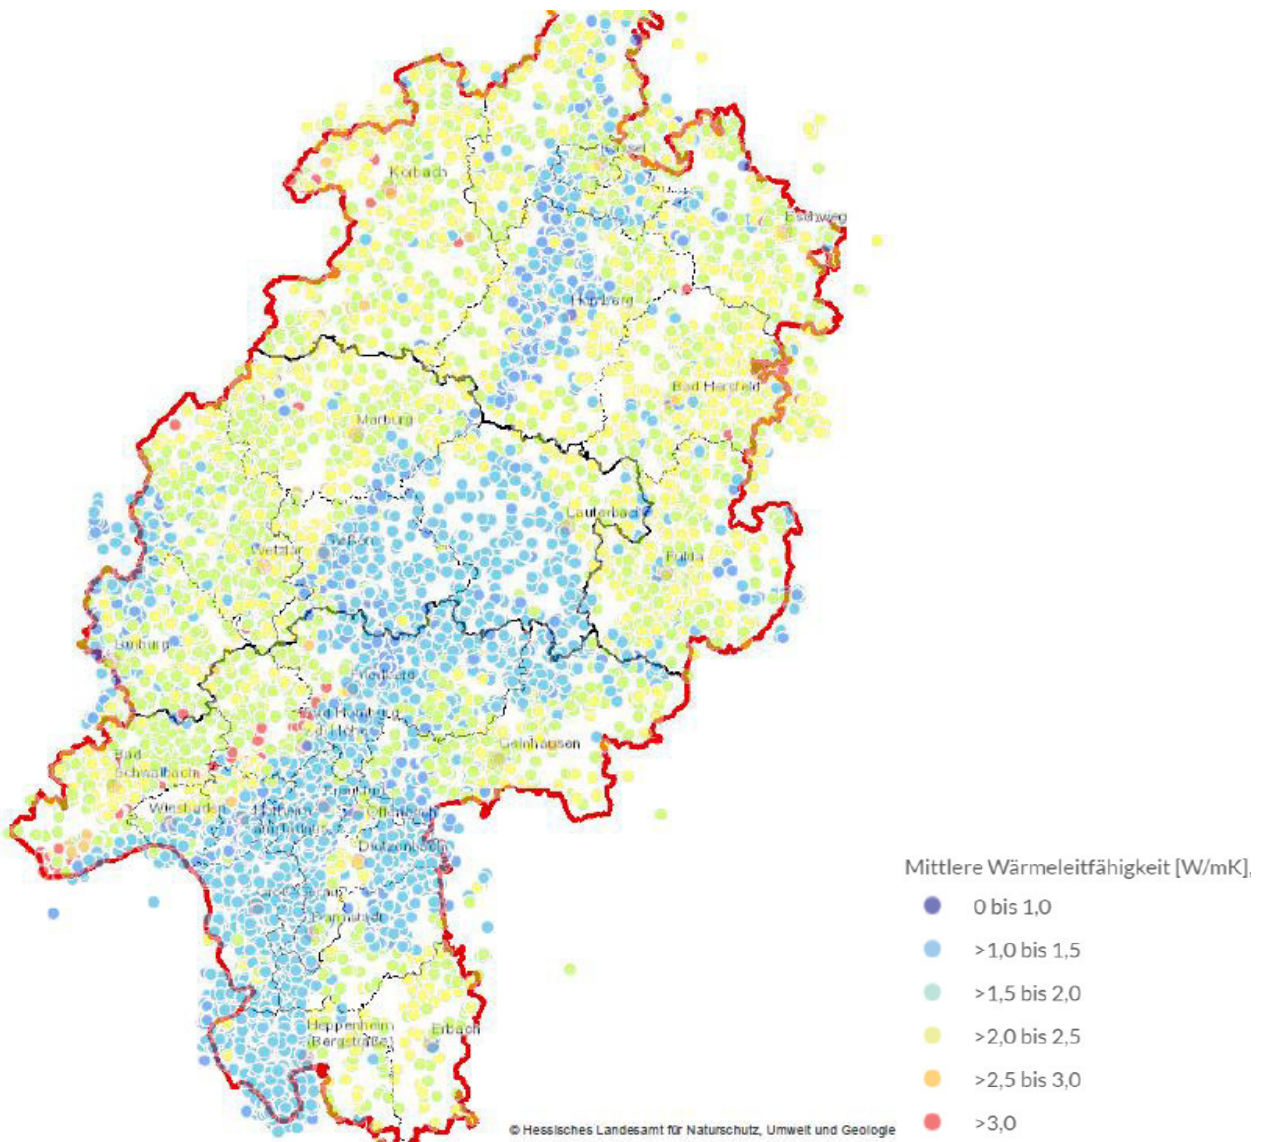 Kassel
Korbach
Eschweg
Homberg
Bad Hersfeld
Marburg
Lauterbach
Gießen
Wetzlar
Fulda
Limburg
Friedberg
Bad Homburg
Gelnhausen
Bad
Schwalbach
Frankfurt
Wiesbaden
Hofheim
Offenbach
Dietzenbach
Darmstadt
Heppenheim
(Bergstraße)
Erbach
Mittlere Wärmeleitfähigkeit [W/mK],
0 bis 1,0
>1,0 bis 1,5
>1,5 bis 2,0
>2,0 bis 2,5
>2,5 bis 3,0
>3,0
© Hessisches Landesamt für Naturschutz, Umwelt und Geologie